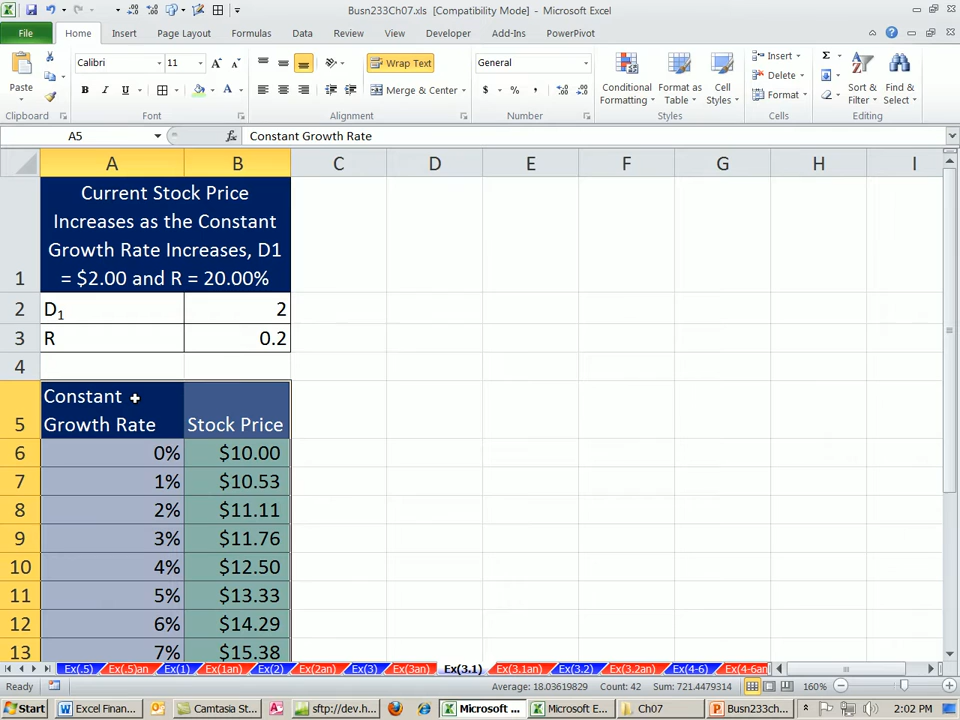 Busn233Ch07.xls [Compatibility Mode] - Microsoft Excel
File Home Insert Page Layout Formulas Data Review View Developer Add-Ins PowerPivot
Calibri 11 Wrap Text General Insert Σ
Paste B I U Merge & Center $ % , Conditional Formatting Format as Table Cell Styles Delete Format Sort & Filter Find & Select
Clipboard Font Alignment Number Styles Cells Editing
A5 fx Constant Growth Rate
A B C D E F G H I
Current Stock Price
Increases as the Constant
Growth Rate Increases, D1
1 = $2.00 and R = 20.00%
2 D₁ 2
3 R 0.2
4
Constant
5 Growth Rate Stock Price
6 0% $10.00
7 1% $10.53
8 2% $11.11
9 3% $11.76
10 4% $12.50
11 5% $13.33
12 6% $14.29
13 7% $15.38
Ex(.5) Ex(.5)an Ex(1) Ex(1an) Ex(2) Ex(2an) Ex(3) Ex(3an) Ex(3.1) Ex(3.1an) Ex(3.2) Ex(3.2an) Ex(4-6) Ex(4-6an
Ready Average: 18.03619829 Count: 42 Sum: 721.4479314 160%
Start Excel Finan... Camtasia St... sftp://dev.h... Microsoft ... Microsoft E... Ch07 Busn233ch... 2:02 PM